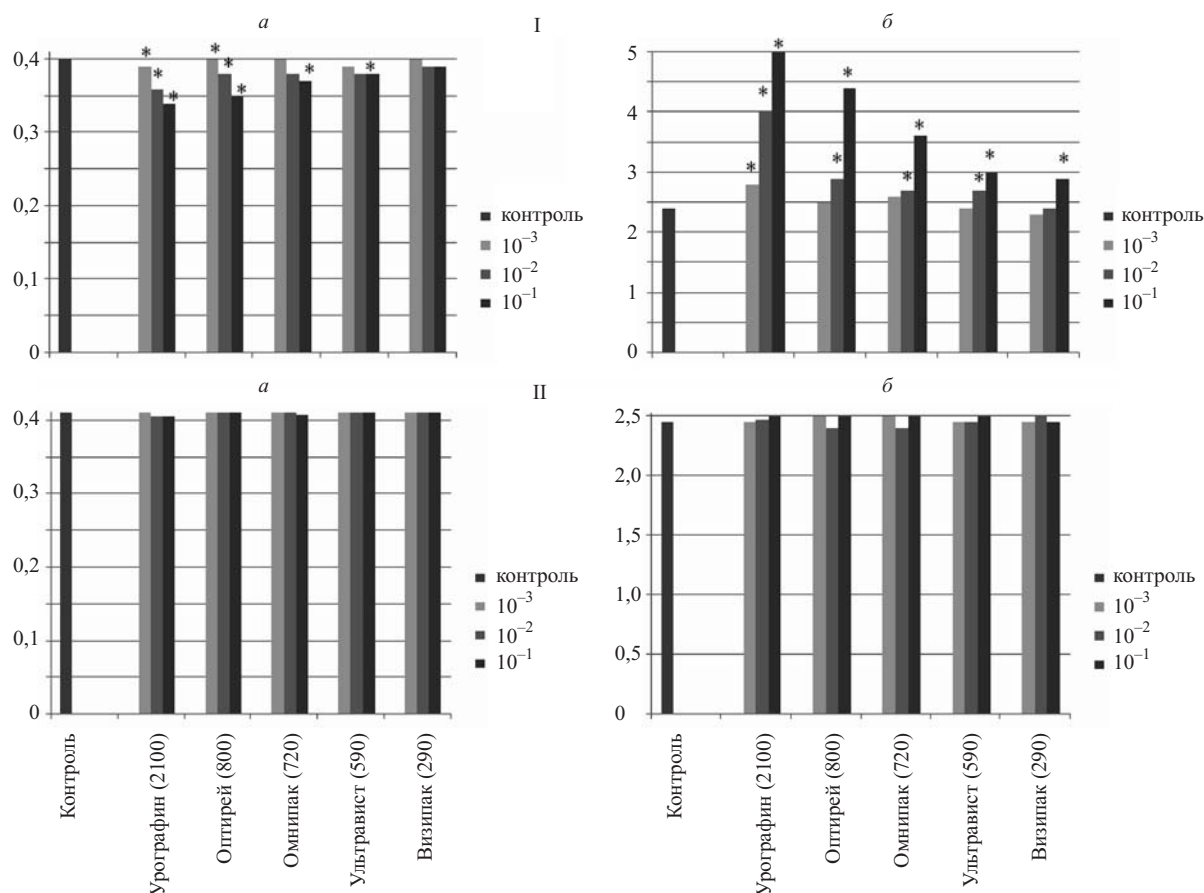 а
I
б
0,4
0,3
0,2
0,1
0
* * * * * * * *
контроль
10⁻³
10⁻²
10⁻¹
5
4
3
2
1
0
* * * * * * * * * *
контроль
10⁻³
10⁻²
10⁻¹
а
II
б
0,4
0,3
0,2
0,1
0
контроль
10⁻³
10⁻²
10⁻¹
2,5
2,0
1,5
1,0
0,5
0
контроль
10⁻³
10⁻²
10⁻¹
Контроль
Урографин (2100)
Оптирей (800)
Омнипак (720)
Ультравист (590)
Визипак (290)
Контроль
Урографин (2100)
Оптирей (800)
Омнипак (720)
Ультравист (590)
Визипак (290)